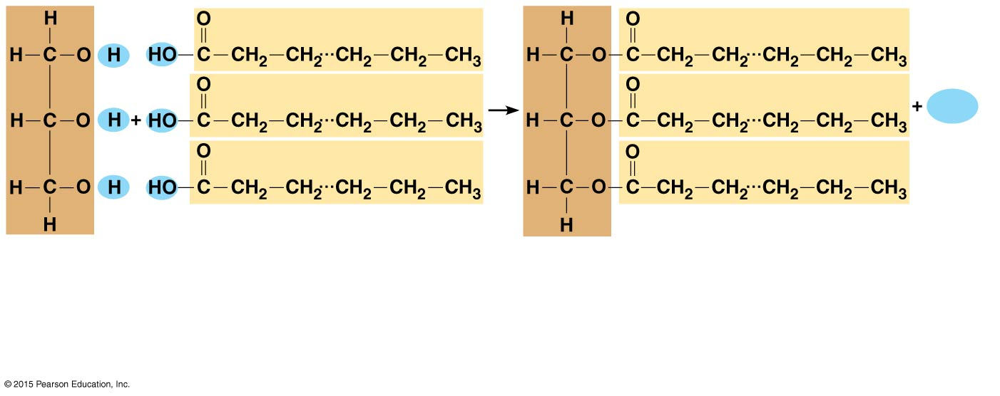 H H
O O
H—C—O H HO—C—CH₂—CH₂···CH₂—CH₂—CH₃ H—C—O—C—CH₂—CH₂···CH₂—CH₂—CH₃
O O
H—C—O H + HO—C—CH₂—CH₂···CH₂—CH₂—CH₃ → H—C—O—C—CH₂—CH₂···CH₂—CH₂—CH₃ +
O O
H—C—O H HO—C—CH₂—CH₂···CH₂—CH₂—CH₃ H—C—O—C—CH₂—CH₂···CH₂—CH₂—CH₃
H H
© 2015 Pearson Education, Inc.